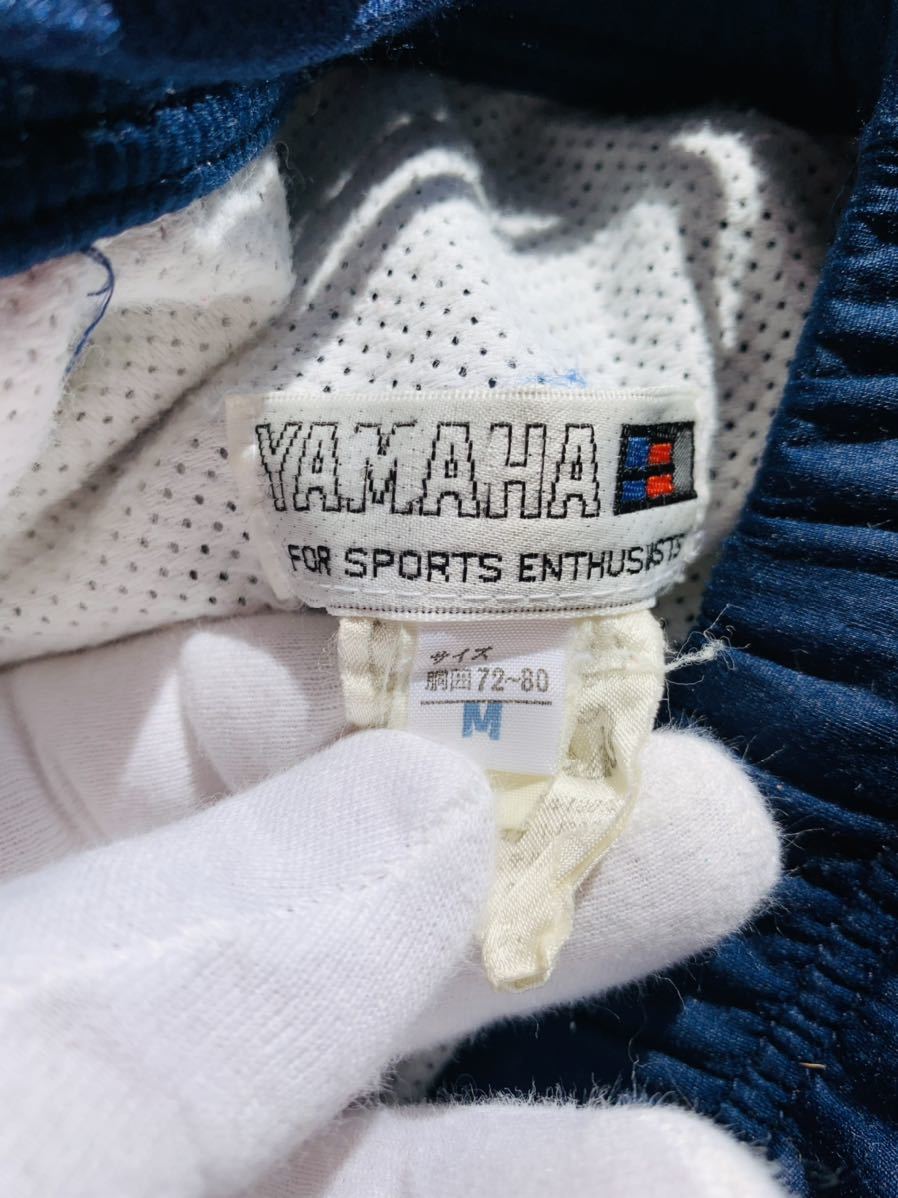 YAMAHA
FOR SPORTS ENTHUSIASTS
サイズ
胴囲72~80
M